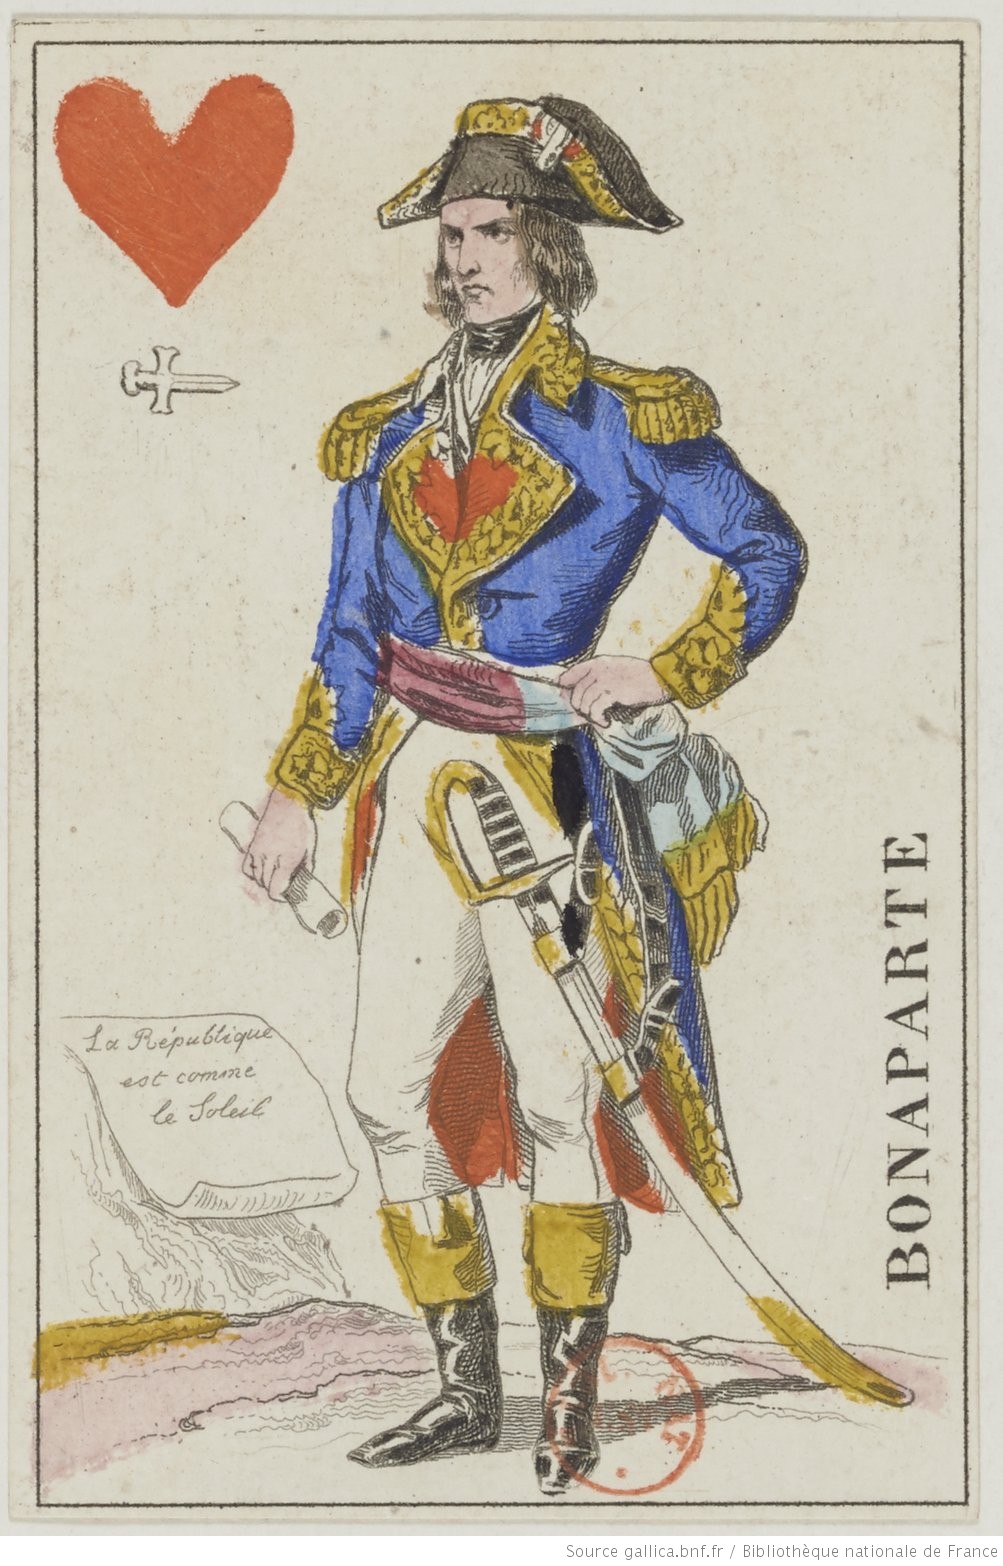 La République
est comme
le Soleil
BONAPARTE
Source gallica.bnf.fr / Bibliothèque nationale de France